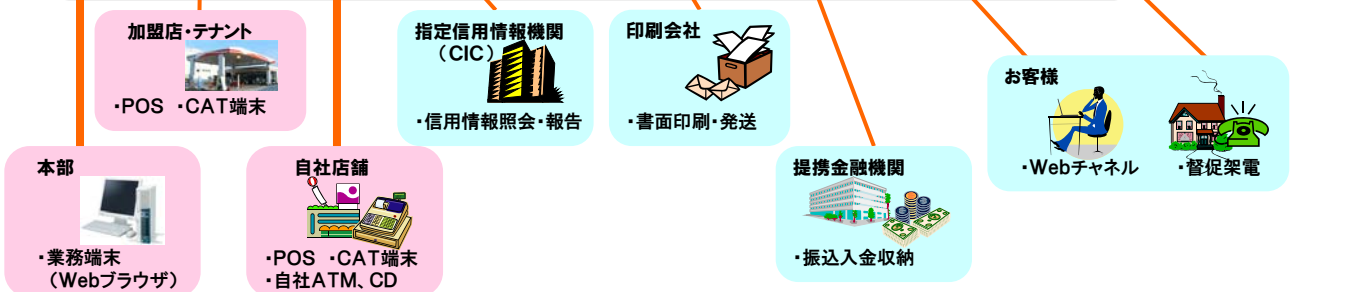 加盟店・テナント
・POS ・CAT端末
指定信用情報機関
（CIC）
・信用情報照会・報告
印刷会社
・書面印刷・発送
お客様
・Webチャネル
・督促架電
本部
・業務端末
（Webブラウザ）
自社店舗
・POS ・CAT端末
・自社ATM、CD
提携金融機関
・振込入金収納